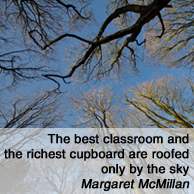 The best classroom and
the richest cupboard are roofed
only by the sky
Margaret McMillan